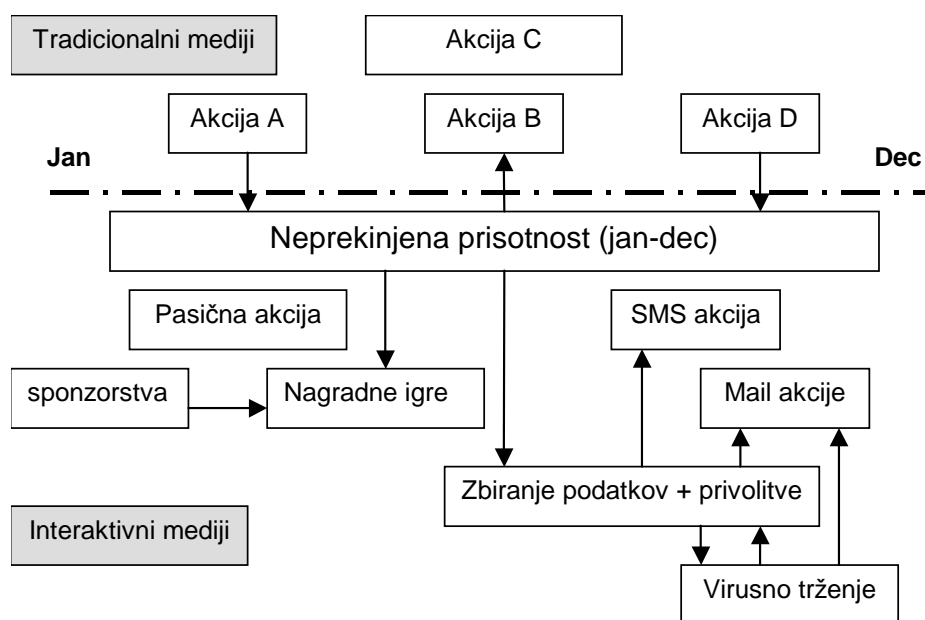 Tradicionalni mediji
Akcija C
Akcija A
Akcija B
Akcija D
Jan
Dec
Neprekinjena prisotnost (jan-dec)
Pasična akcija
SMS akcija
sponzorstva
Nagradne igre
Mail akcije
Zbiranje podatkov + privolitve
Interaktivni mediji
Virusno trženje